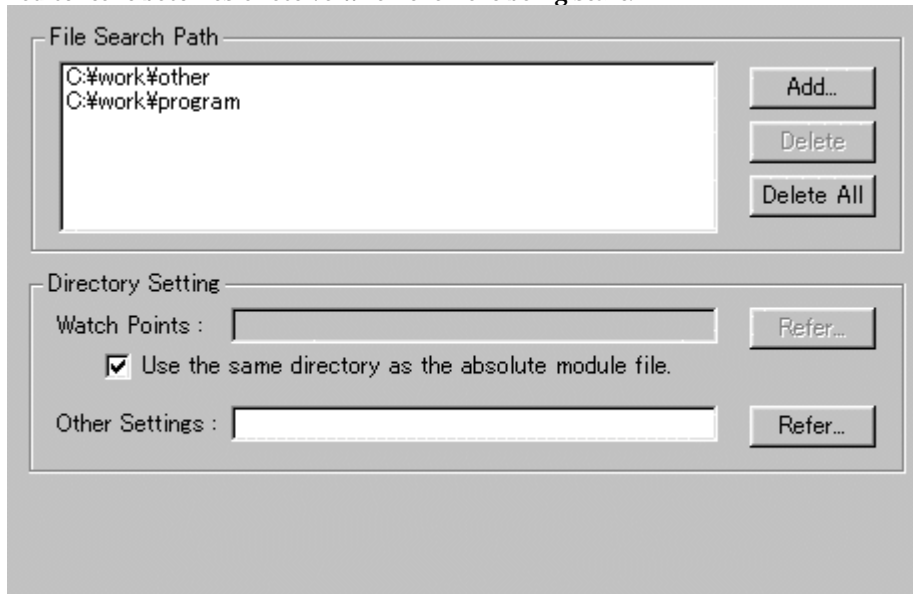 File Search Path
C:¥work¥other
C:¥work¥program
Add...
Delete
Delete All
Directory Setting
Watch Points :
Refer...
Use the same directory as the absolute module file.
Other Settings :
Refer...